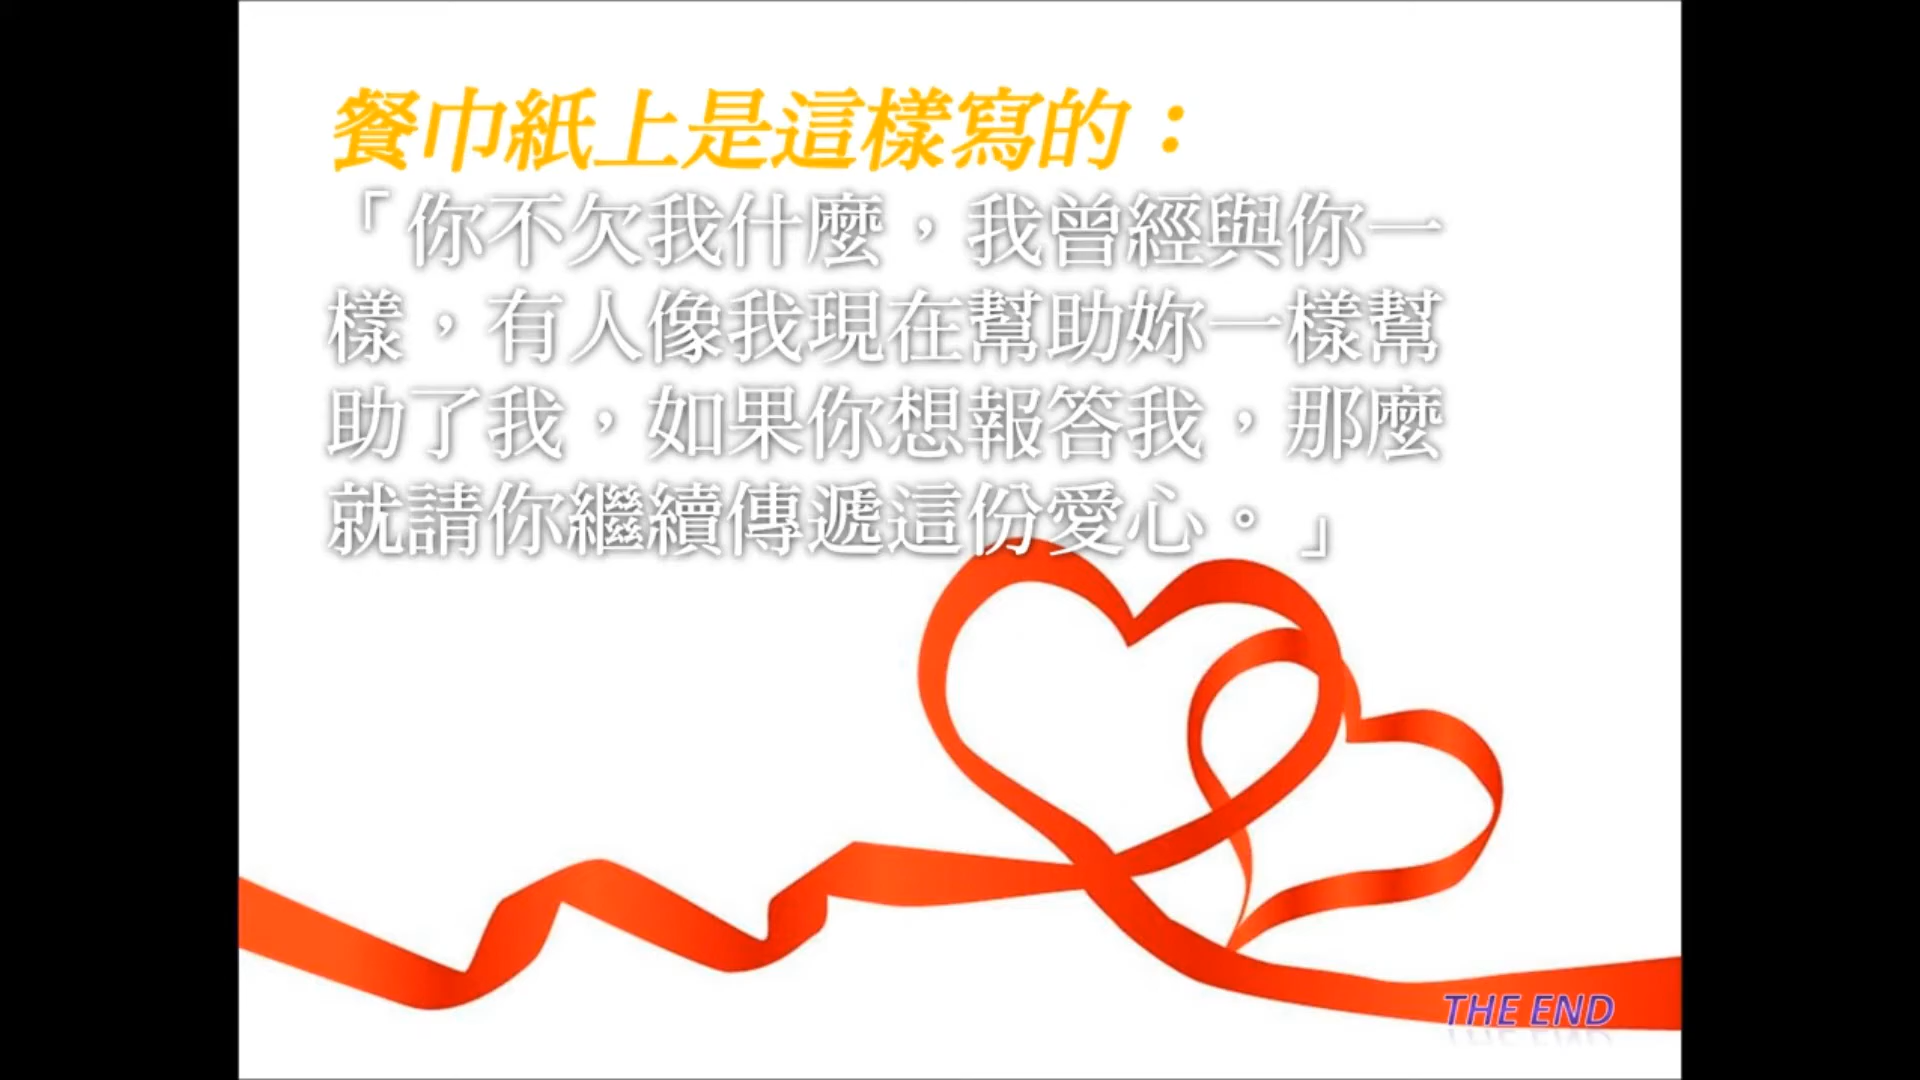 餐巾紙上是這樣寫的：
「你不欠我什麼，我曾經與你一
樣，有人像我現在幫助妳一樣幫
助了我，如果你想報答我，那麼
就請你繼續傳遞這份愛心。」
THE END